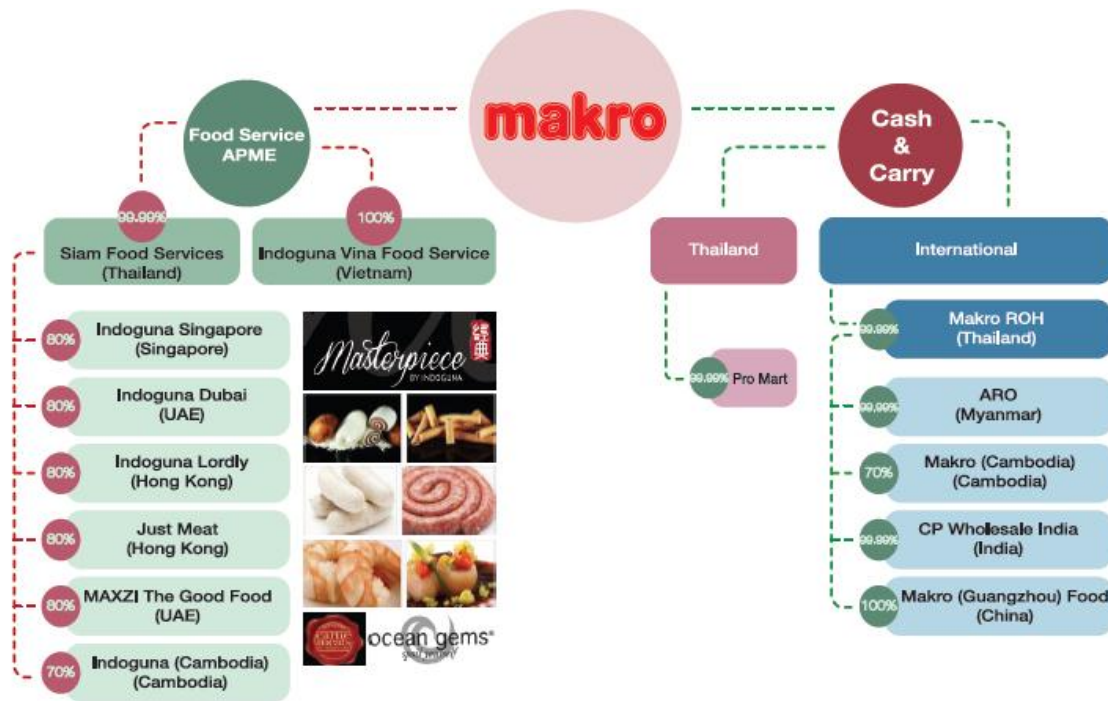 makro
Food Service
APME
Cash
&
Carry
99.99%
Siam Food Services
(Thailand)
100%
Indoguna Vina Food Service
(Vietnam)
80%
Indoguna Singapore
(Singapore)
80%
Indoguna Dubai
(UAE)
80%
Indoguna Lordly
(Hong Kong)
80%
Just Meat
(Hong Kong)
80%
MAXZI The Good Food
(UAE)
70%
Indoguna (Cambodia)
(Cambodia)
Masterpiece
BY INDOGUNA
經典
CARNE
MEATS
ocean gems®
Thailand
99.99%
Pro Mart
International
99.99%
Makro ROH
(Thailand)
99.99%
ARO
(Myanmar)
70%
Makro (Cambodia)
(Cambodia)
99.99%
CP Wholesale India
(India)
100%
Makro (Guangzhou) Food
(China)